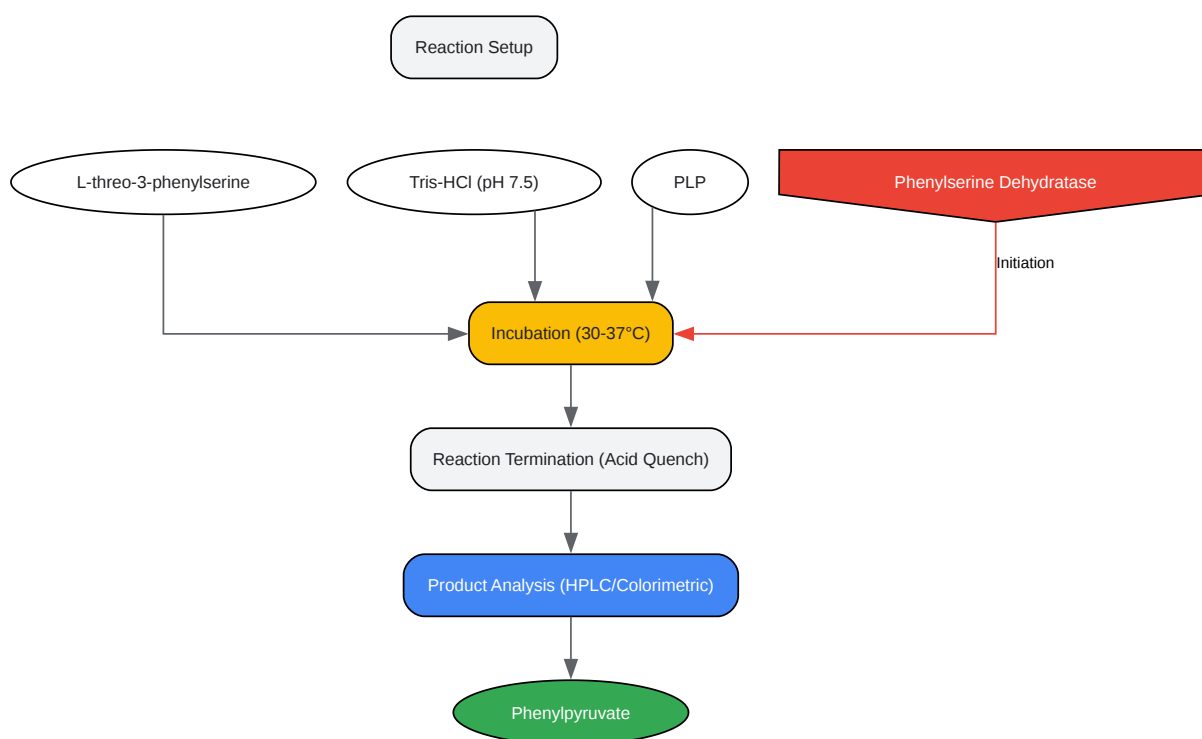 Reaction Setup
L-threo-3-phenylserine
Tris-HCl (pH 7.5)
PLP
Phenylserine Dehydratase
Initiation
Incubation (30-37°C)
Reaction Termination (Acid Quench)
Product Analysis (HPLC/Colorimetric)
Phenylpyruvate